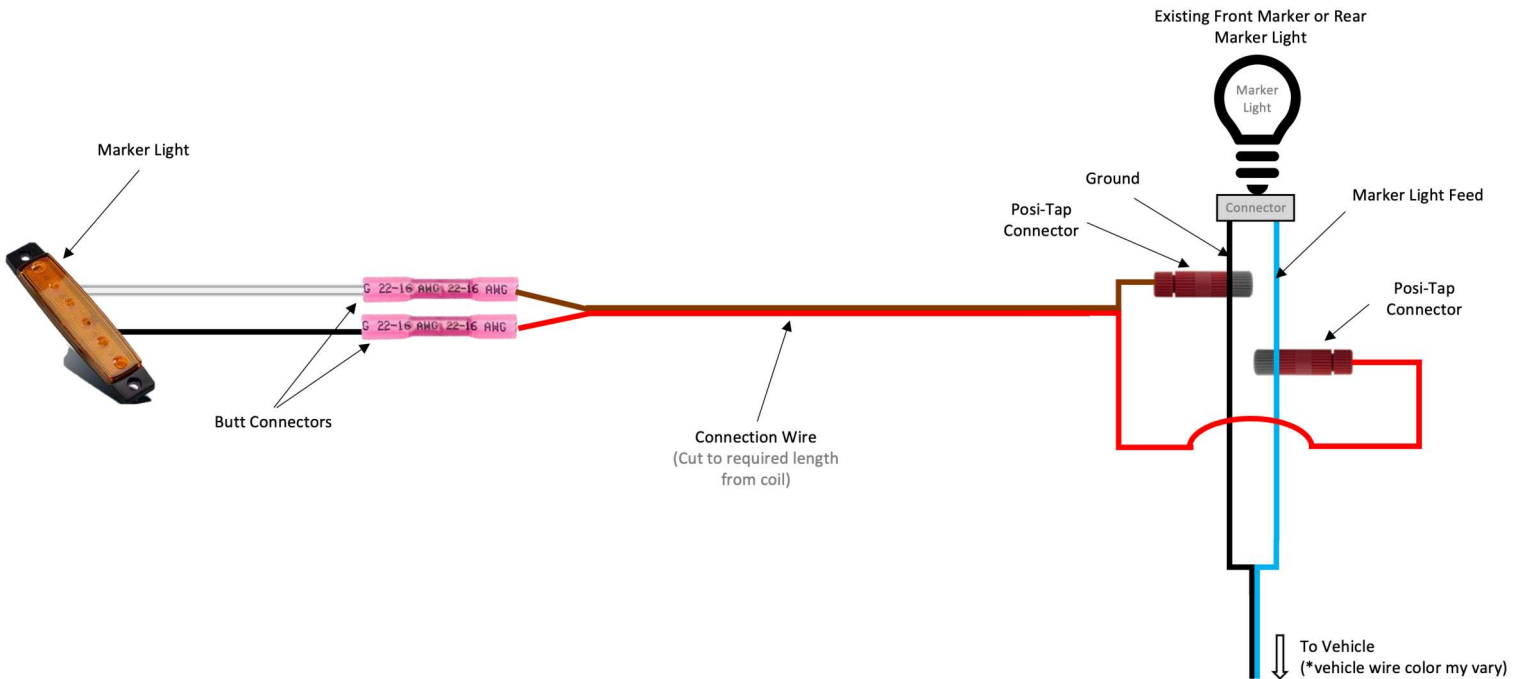 Existing Front Marker or Rear
Marker Light
Marker
Light
Marker Light
Ground
Posi-Tap
Connector
Connector
Marker Light Feed
Posi-Tap
Connector
G 22-16 AWG 22-16 AWG
G 22-16 AWG 22-16 AWG
Butt Connectors
Connection Wire
(Cut to required length
from coil)
To Vehicle
(*vehicle wire color my vary)